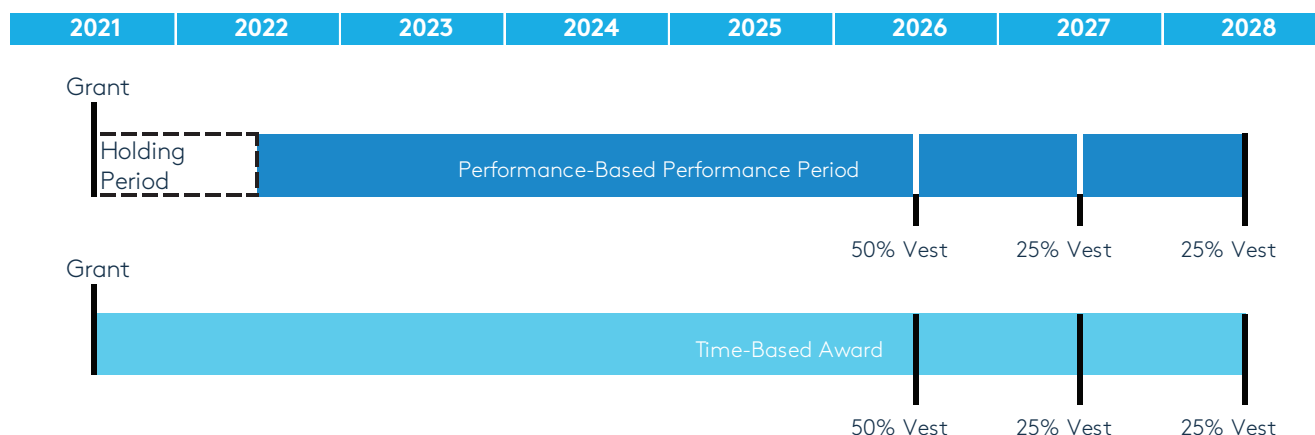 2021 2022 2023 2024 2025 2026 2027 2028
Grant
Holding
Period
Performance-Based Performance Period
50% Vest 25% Vest 25% Vest
Grant
Time-Based Award
50% Vest 25% Vest 25% Vest